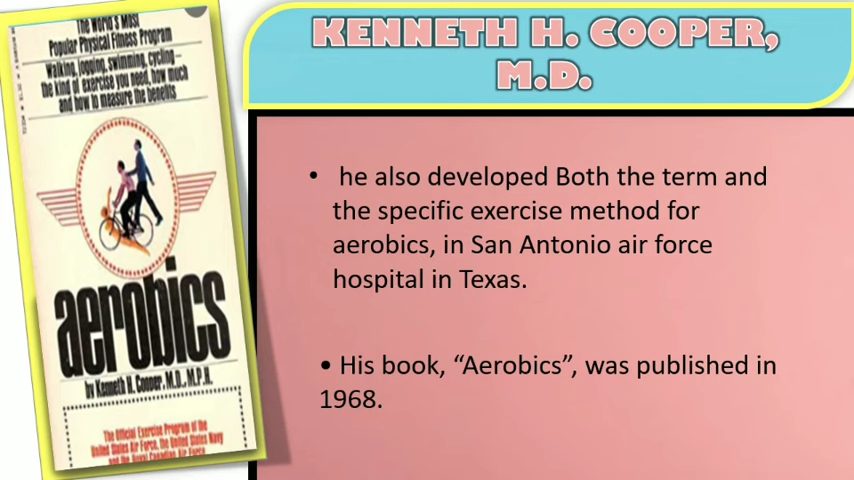 The World's Most
Popular Physical Fitness Program
Walking, jogging, swimming, cycling—
the kind of exercise you need, how much
and how to measure the benefits
aerobics
by Kenneth H. Cooper, M.D., M.P.H.
The Official Exercise Program of the
United States Air Force, the United States Navy
and the Royal Canadian Air Force
KENNETH H. COOPER,
M.D.
• he also developed Both the term and
the specific exercise method for
aerobics, in San Antonio air force
hospital in Texas.
• His book, “Aerobics”, was published in
1968.